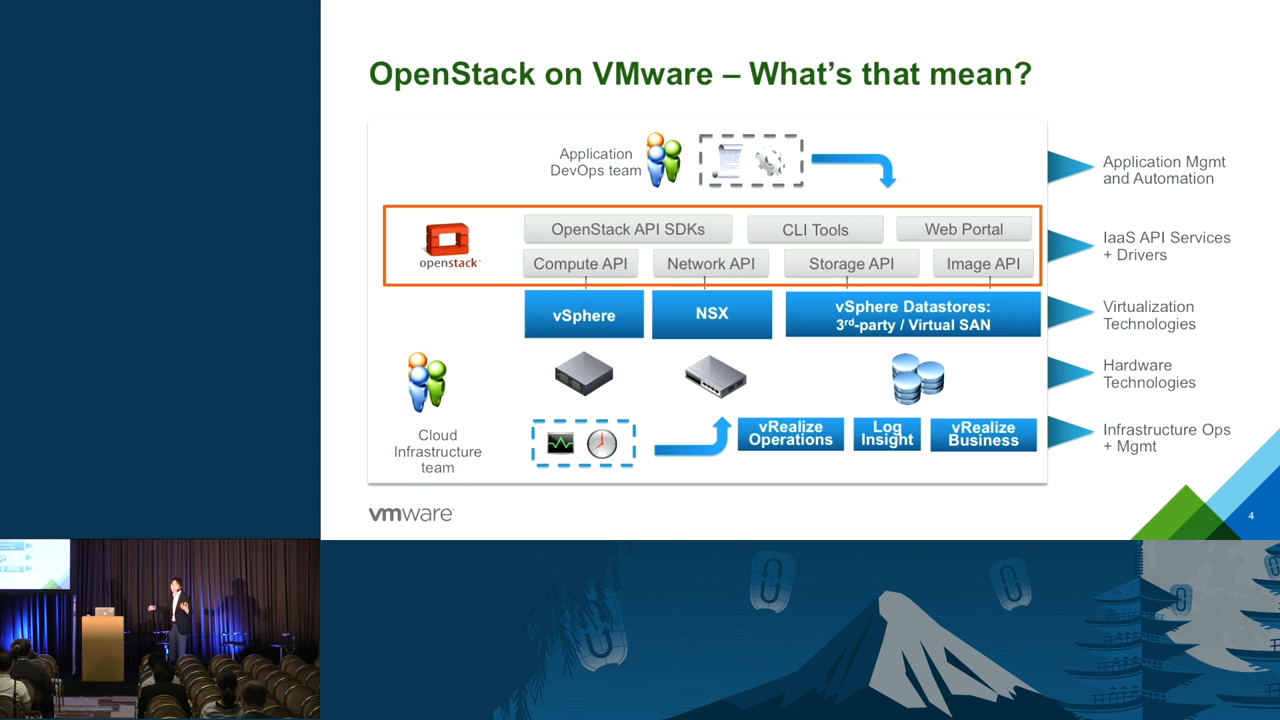 OpenStack on VMware – What's that mean?
Application
DevOps team
Application Mgmt
and Automation
openstack™
OpenStack API SDKs
CLI Tools
Web Portal
Compute API
Network API
Storage API
Image API
IaaS API Services
+ Drivers
vSphere
NSX
vSphere Datastores:
3rd-party / Virtual SAN
Virtualization
Technologies
Hardware
Technologies
Cloud
Infrastructure
team
vRealize
Operations
Log
Insight
vRealize
Business
Infrastructure Ops
+ Mgmt
vmware
4